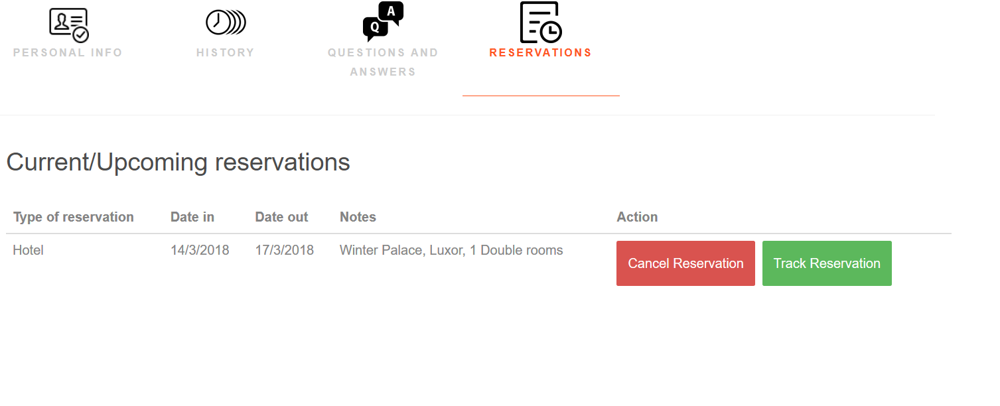 A
Q
PERSONAL INFO
HISTORY
QUESTIONS AND
ANSWERS
RESERVATIONS
Current/Upcoming reservations
Type of reservation Date in Date out Notes Action
Hotel 14/3/2018 17/3/2018 Winter Palace, Luxor, 1 Double rooms Cancel Reservation Track Reservation